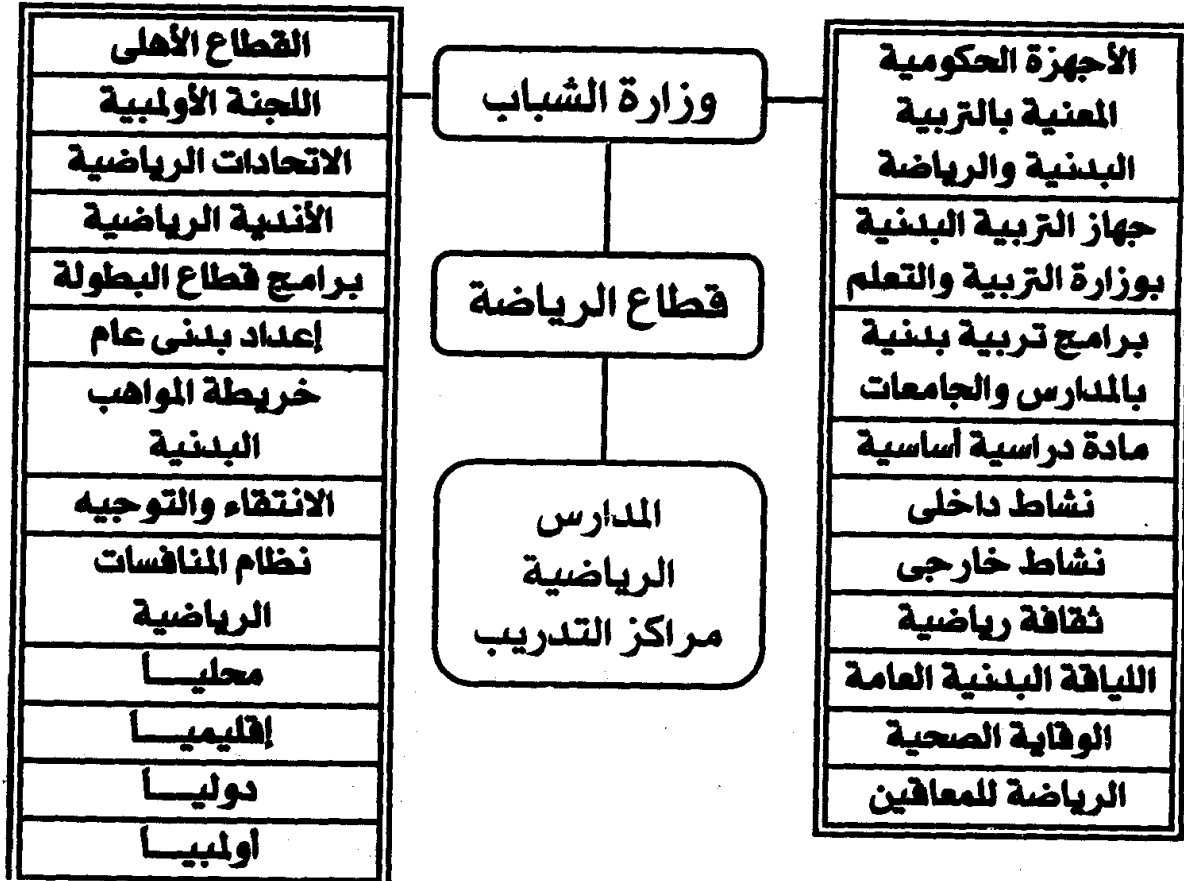 الأجهزة الحكومية
المعنية بالتربية
البدنية والرياضة
جهاز التربية البدنية
بوزارة التربية والتعلم
برامج تربية بدنية
بالمدارس والجامعات
مادة دراسية أساسية
نشاط داخلى
نشاط خارجى
ثقافة رياضية
اللياقة البدنية العامة
الوقاية الصحية
الرياضة للمعاقين
وزارة الشباب
قطاع الرياضة
المدارس
الرياضية
مراكز التدريب
القطاع الأهلى
اللجنة الأولمبية
الاتحادات الرياضية
الأندية الرياضية
برامج قطاع البطولة
إعداد بدنى عام
خريطة المواهب
البدنية
الانتقاء والتوجيه
نظام المنافسات
الرياضية
محليـــا
إقليميـــا
دوليـــا
أولمبيـــا